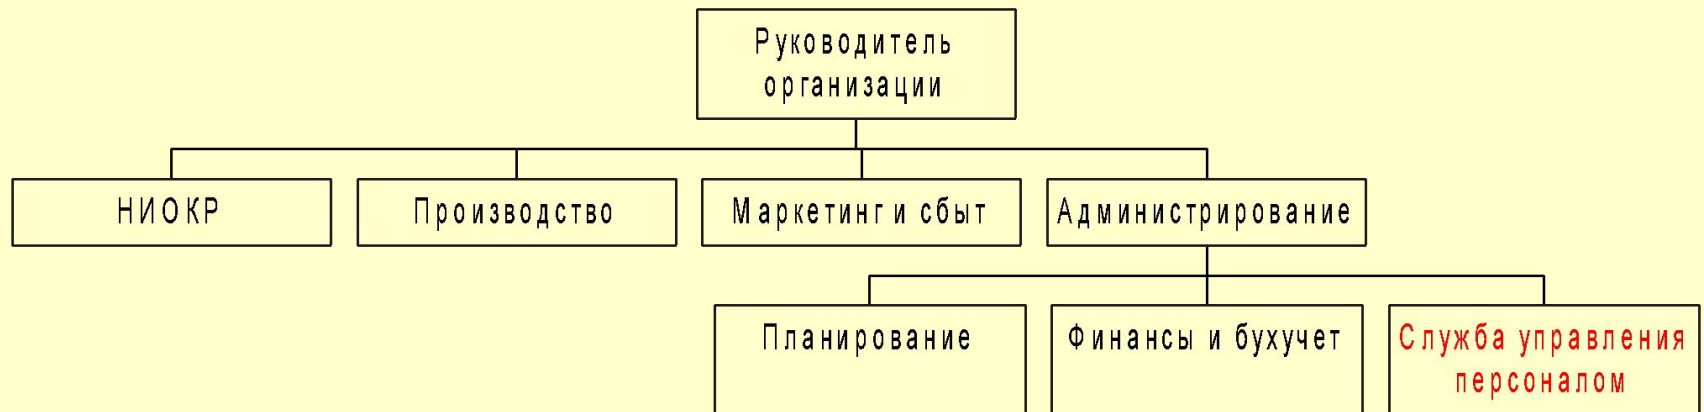 Руководитель
организации
НИОКР
Производство
Маркетинг и сбыт
Администрирование
Планирование
Финансы и бухучет
Служба управления
персоналом